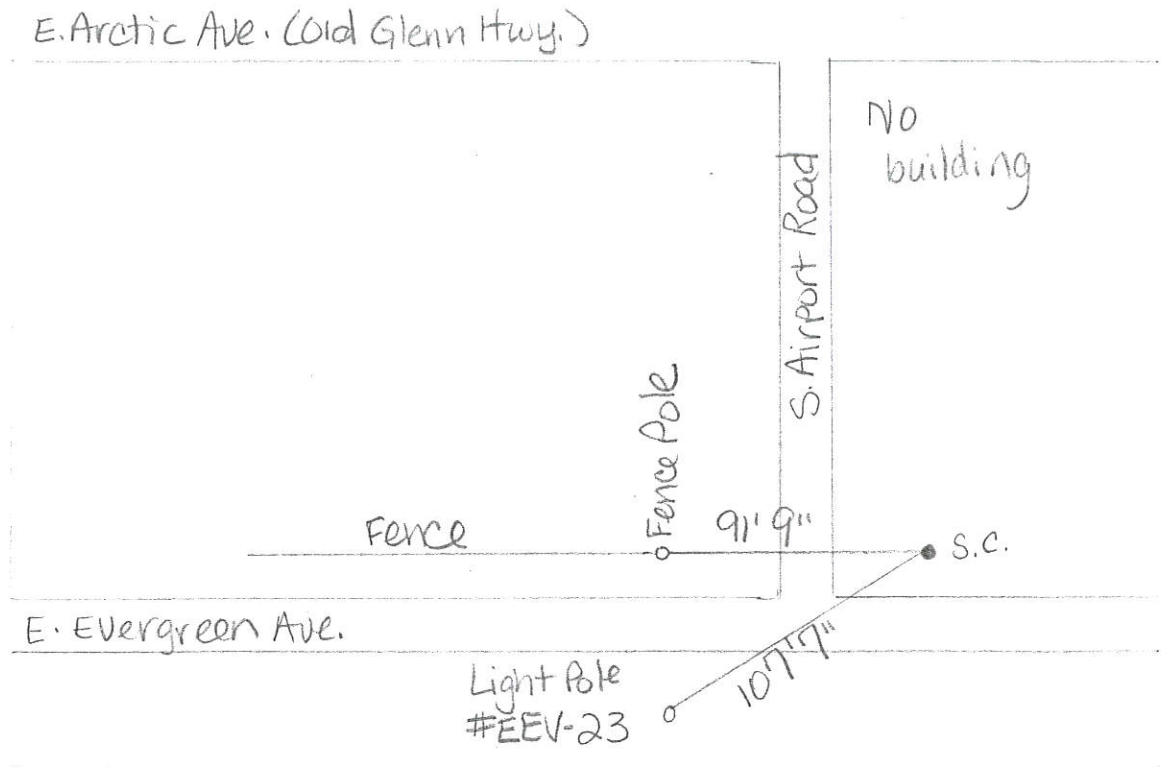 E. Arctic Ave. (Old Glenn Hwy.)
No
building
S. Airport Road
Fence Pole
Fence
91' 9"
S.C.
E. Evergreen Ave.
107'7"
Light Pole
#EEV-23